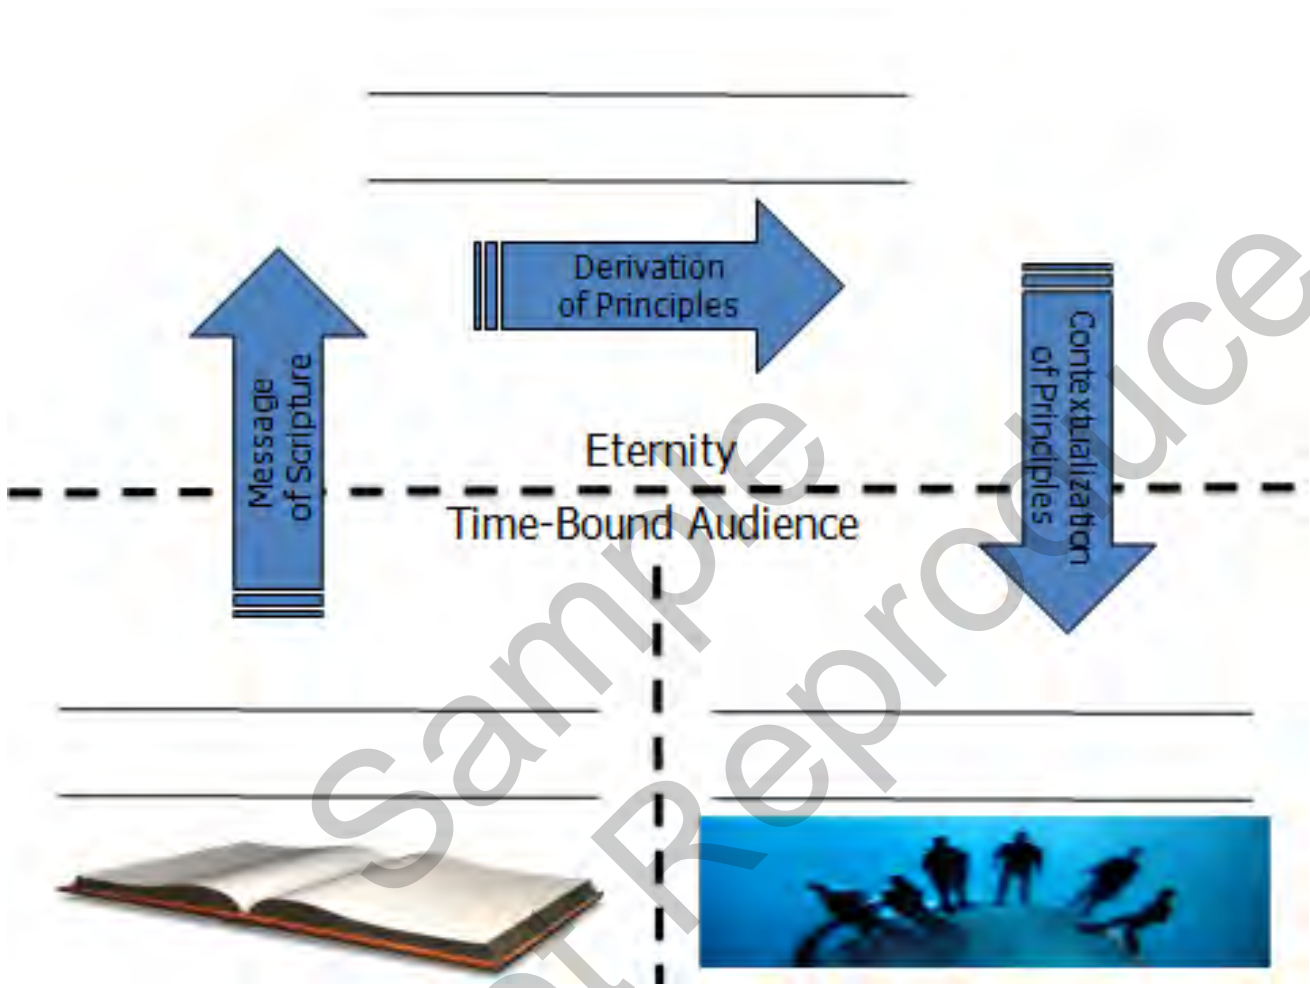 Derivation
of Principles
Message
of Scripture
Contextualization
of Principles
Eternity
Time-Bound Audience
Sample
t Reproduce